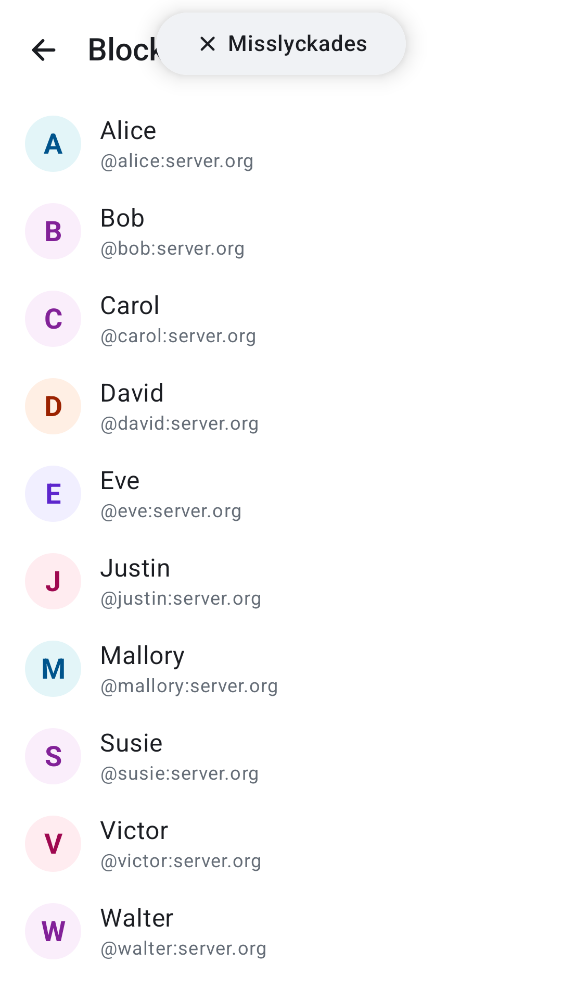 Block
Misslyckades
A
Alice
@alice:server.org
B
Bob
@bob:server.org
C
Carol
@carol:server.org
D
David
@david:server.org
E
Eve
@eve:server.org
J
Justin
@justin:server.org
M
Mallory
@mallory:server.org
S
Susie
@susie:server.org
V
Victor
@victor:server.org
W
Walter
@walter:server.org